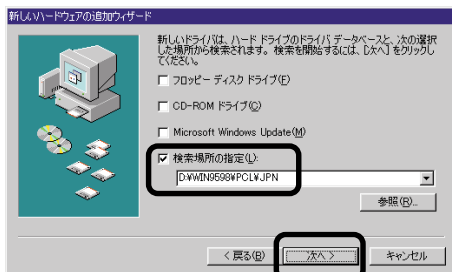 新しいハードウェアの追加ウィザード
新しいドライバは、ハード ドライブのドライバ データベースと、次の選択
した場所から検索されます。検索を開始するには、[次へ] をクリックし
てください。
フロッピー ディスク ドライブ(F)
CD-ROM ドライブ(C)
Microsoft Windows Update(M)
検索場所の指定(L):
D:¥WIN9598¥PCL¥JPN
参照(R)...
< 戻る(B)
次へ >
キャンセル